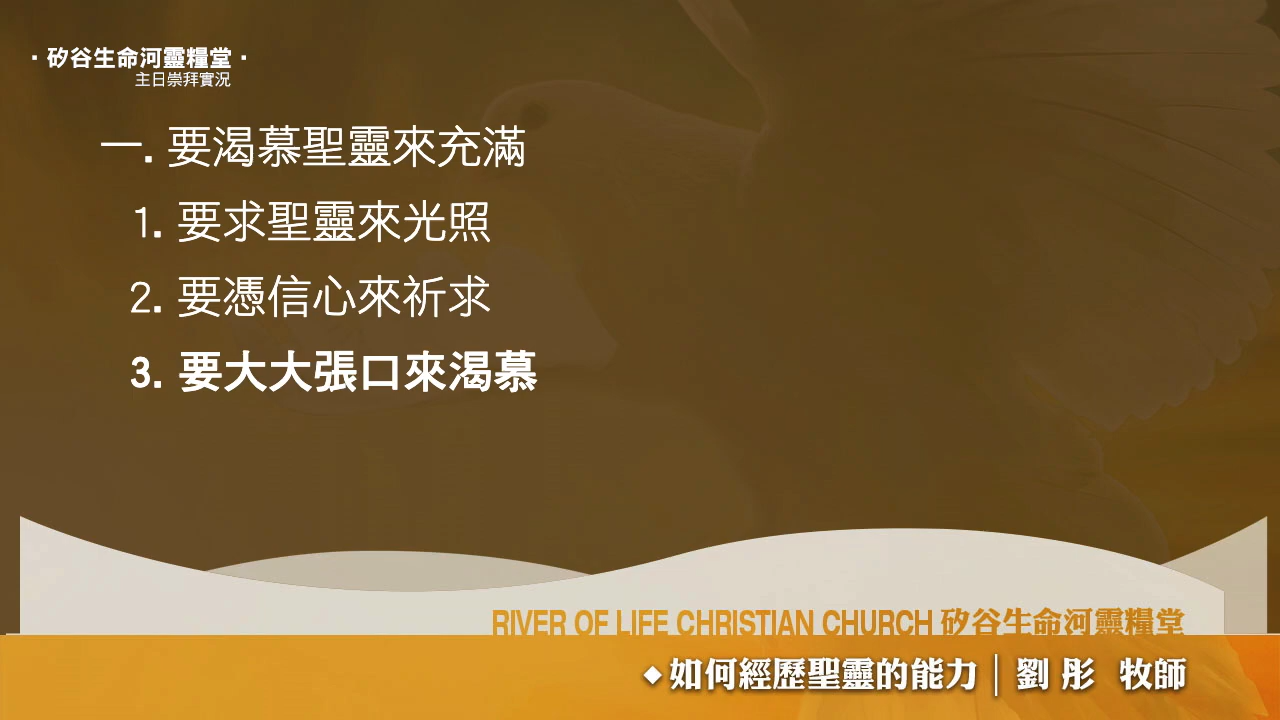 ·矽谷生命河靈糧堂·
主日崇拜實況
一. 要渴慕聖靈來充滿
1. 要求聖靈來光照
2. 要憑信心來祈求
3. 要大大張口來渴慕
RIVER OF LIFE CHRISTIAN CHURCH 矽谷生命河靈糧堂
◆如何經歷聖靈的能力│劉彤 牧師